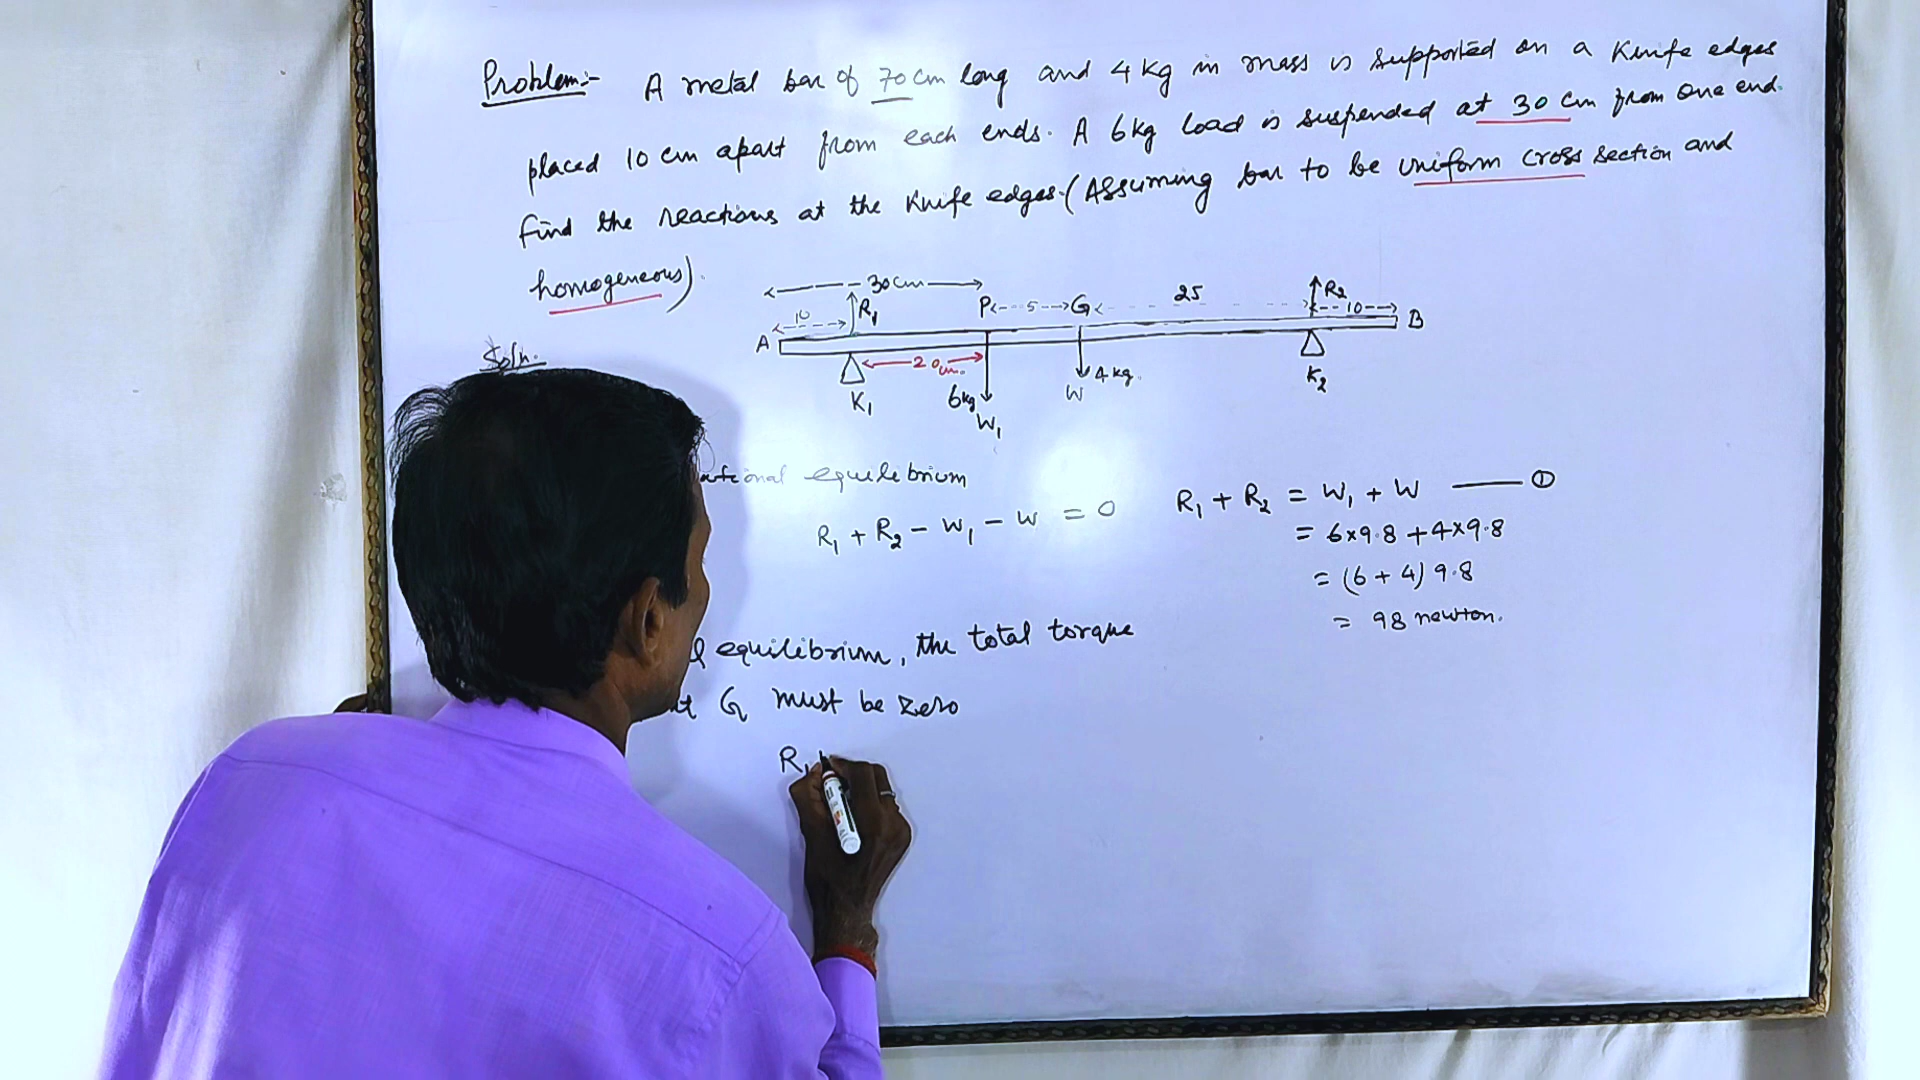 Problem:- A metal bar of 70 cm long and 4 kg in mass is supported on a Knife edges
placed 10 cm apart from each ends. A 6kg load is suspended at 30 cm from one end.
Find the reactions at the Knife edges. (Assuming bar to be uniform cross section and
homogeneous).
Soln.
30 cm
10 R₁ P 5 G 25 R₂ 10
A B
20 cm.
K₁ 6kg W₁ W 4 kg. K₂
ational equilibrium
R₁ + R₂ - W₁ - W = 0
R₁ + R₂ = W₁ + W ——— ①
= 6×9.8 + 4×9.8
= (6 + 4) 9.8
= 98 newton.
l equilibrium, the total torque
ut G must be zero
R₁